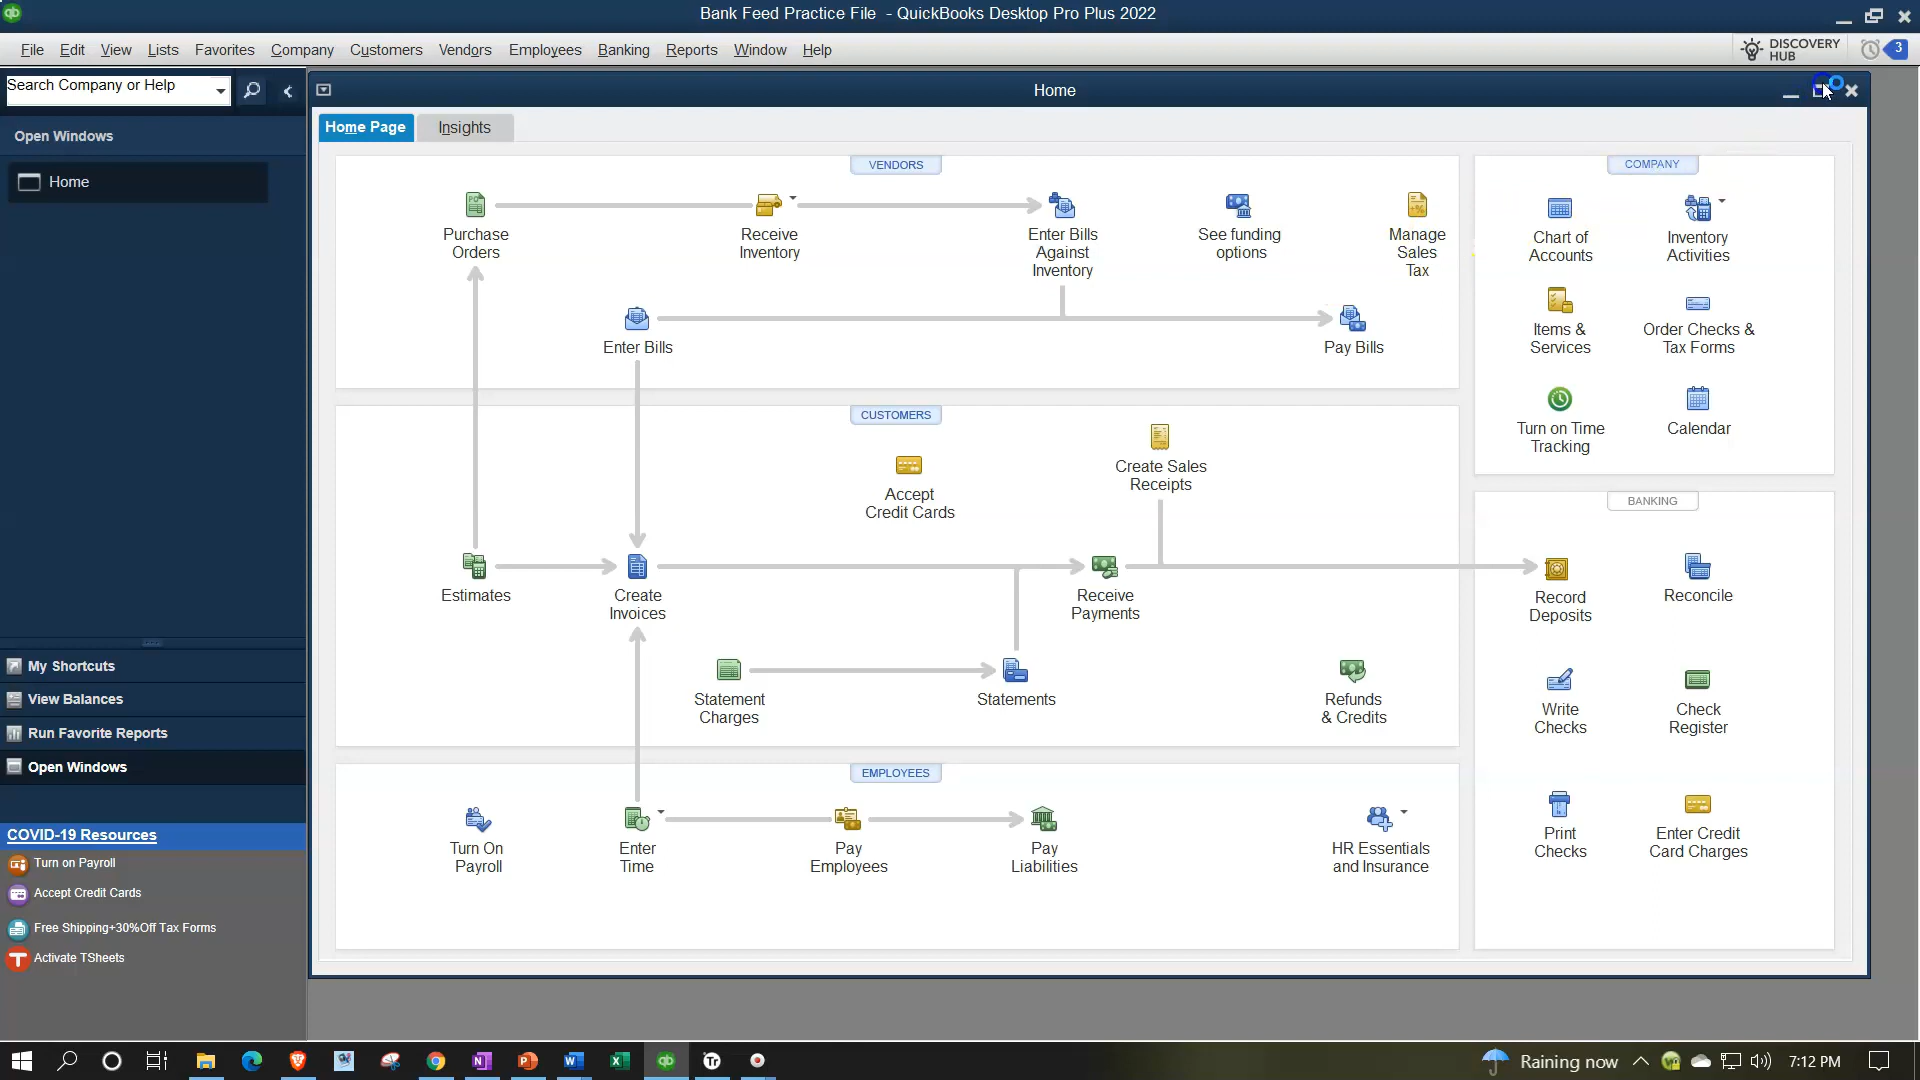 Bank Feed Practice File - QuickBooks Desktop Pro Plus 2022
File Edit View Lists Favorites Company Customers Vendors Employees Banking Reports Window Help
DISCOVERY
HUB
3
Search Company or Help
Home
Open Windows
Home
Home Page
Insights
VENDORS
Purchase
Orders
Receive
Inventory
Enter Bills
Against
Inventory
See funding
options
Manage
Sales
Tax
Enter Bills
Pay Bills
COMPANY
Chart of
Accounts
Inventory
Activities
Items &
Services
Order Checks &
Tax Forms
Turn on Time
Tracking
Calendar
CUSTOMERS
Accept
Credit Cards
Create Sales
Receipts
Estimates
Create
Invoices
Receive
Payments
Statement
Charges
Statements
Refunds
& Credits
BANKING
Record
Deposits
Reconcile
Write
Checks
Check
Register
Print
Checks
Enter Credit
Card Charges
EMPLOYEES
Turn On
Payroll
Enter
Time
Pay
Employees
Pay
Liabilities
HR Essentials
and Insurance
My Shortcuts
View Balances
Run Favorite Reports
Open Windows
COVID-19 Resources
Turn on Payroll
Accept Credit Cards
Free Shipping+30%Off Tax Forms
Activate TSheets
Raining now
7:12 PM